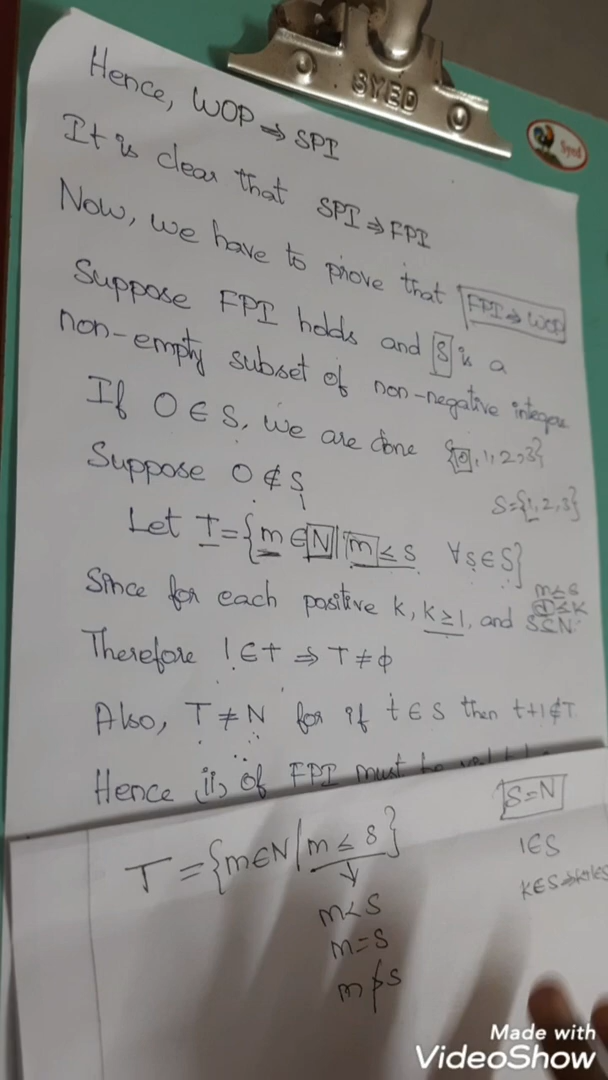 SYED
Syed
Hence, WOP ⇒ SPI
It is clear that SPI ⇒ FPI
Now, we have to prove that FPI ⇒ WOP
Suppose FPI holds and S is a
non-empty subset of non-negative integers
If 0 ∈ S, we are done {0,1,2,3}
Suppose 0 ∉ S
S={1,2,3}
Let T={m∈N|m≤s ∀s∈S}
m≤s
①≤k
Since for each positive k, k≥1, and S⊆N
Therefore 1∈T ⇒ T≠φ
Also, T≠N for if t∈S then t+1∉T
Hence (ii) of FPI must be
S=N
T={m∈N|m≤s}
1∈S
m<s
m=s
m≯s
Made with
VideoShow